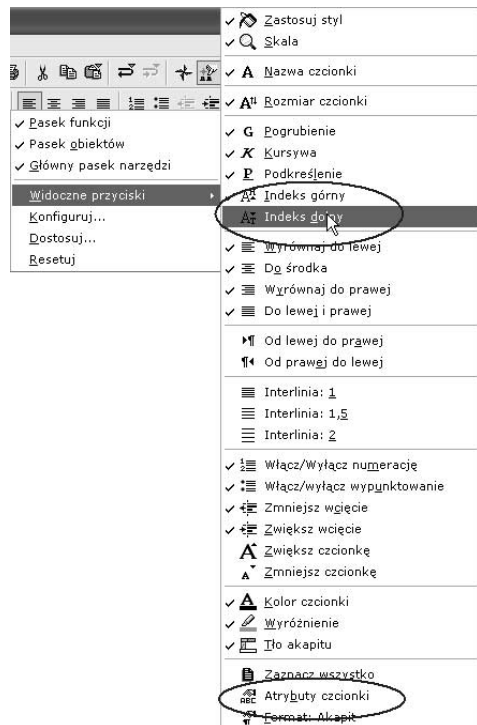 Pasek funkcji
Pasek obiektów
Główny pasek narzędzi
Widoczne przyciski
Konfiguruj...
Dostosuj...
Resetuj
Zastosuj styl
Skala
A Nazwa czcionki
Rozmiar czcionki
G Pogrubienie
K Kursywa
P Podkreślenie
Indeks górny
Indeks dolny
Wyrównaj do lewej
Do środka
Wyrównaj do prawej
Do lewej i prawej
Od lewej do prawej
Od prawej do lewej
Interlinia: 1
Interlinia: 1,5
Interlinia: 2
Włącz/Wyłącz numerację
Włącz/wyłącz wypunktowanie
Zmniejsz wcięcie
Zwiększ wcięcie
A Zwiększ czcionkę
A Zmniejsz czcionkę
A Kolor czcionki
Wyróżnienie
Tło akapitu
Zaznacz wszystko
ABC Atrybuty czcionki
Format: Akapit